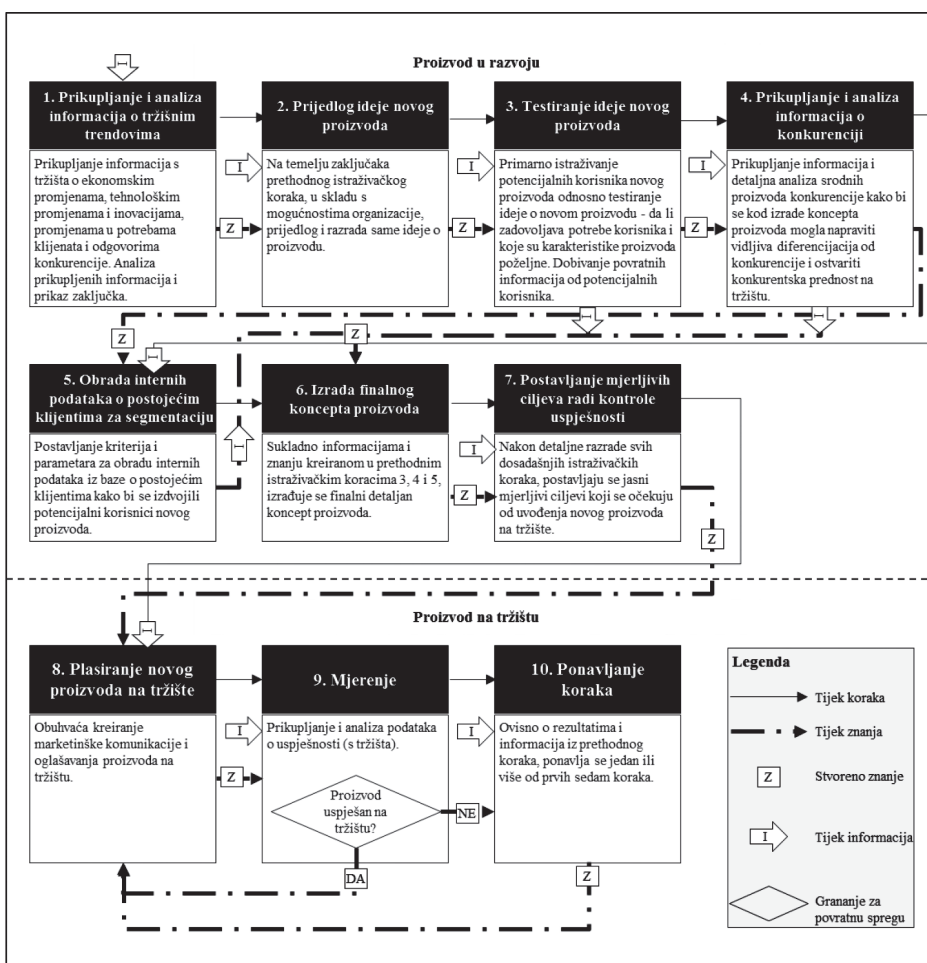 I
Proizvod u razvoju
1. Prikupljanje i analiza
informacija o tržišnim
trendovima
Prikupljanje informacija s
tržišta o ekonomskim
promjenama, tehnološkim
promjenama i inovacijama,
promjenama u potrebama
klijenata i odgovorima
konkurencije. Analiza
prikupljenih informacija i
prikaz zaključka.
I
Z
2. Prijedlog ideje novog
proizvoda
Na temelju zaključaka
prethodnog istraživačkog
koraka, u skladu s
mogućnostima organizacije,
prijedlog i razrada same ideje o
proizvodu.
I
Z
3. Testiranje ideje novog
proizvoda
Primarno istraživanje
potencijalnih korisnika novog
proizvoda odnosno testiranje
ideje o novom proizvodu - da li
zadovoljava potrebe korisnika i
koje su karakteristike proizvoda
poželjne. Dobivanje povratnih
informacija od potencijalnih
korisnika.
I
Z
4. Prikupljanje i analiza
informacija o
konkurenciji
Prikupljanje informacija i
detaljna analiza srodnih
proizvoda konkurencije kako bi
se kod izrade koncepta
proizvoda mogla napraviti
vidljiva diferencijacija od
konkurencije i ostvariti
konkurentska prednost na
tržištu.
I
I
Z
I
Z
5. Obrada internih
podataka o postojećim
klijentima za segmentaciju
Postavljanje kriterija i
parametara za obradu internih
podataka iz baze o postojećim
klijentima kako bi se izdvojili
potencijalni korisnici novog
proizvoda.
I
6. Izrada finalnog
koncepta proizvoda
Sukladno informacijama i
znanju kreiranom u prethodnim
istraživačkim koracima 3, 4 i 5,
izrađuje se finalni detaljan
koncept proizvoda.
I
Z
7. Postavljanje mjerljivih
ciljeva radi kontrole
uspješnosti
Nakon detaljne razrade svih
dosadašnjih istraživačkih
koraka, postavljaju se jasni
mjerljivi ciljevi koji se očekuju
od uvođenja novog proizvoda
na tržište.
Z
Proizvod na tržištu
I
8. Plasiranje novog
proizvoda na tržište
Obuhvaća kreiranje
marketinške komunikacije i
oglašavanja proizvoda na
tržištu.
I
Z
9. Mjerenje
Prikupljanje i analiza podataka
o uspješnosti (s tržišta).
Proizvod
uspješan na
tržištu?
NE
DA
I
10. Ponavljanje
koraka
Ovisno o rezultatima i
informacija iz prethodnog
koraka, ponavlja se jedan ili
više od prvih sedam koraka.
Z
Legenda
Tijek koraka
Tijek znanja
Z
Stvoreno znanje
I
Tijek informacija
Grananje za
povratnu spregu